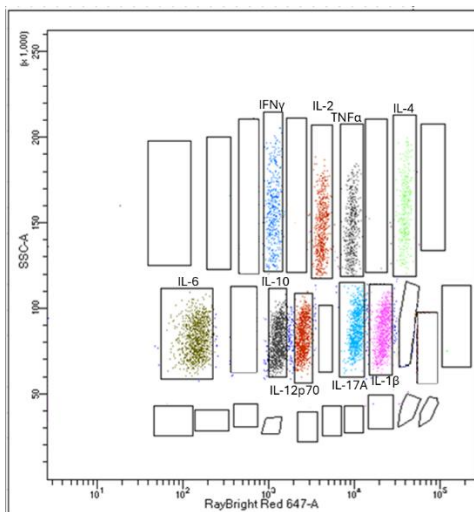 (x 1,000)
SSC-A
250
200
150
100
50
IFNγ
IL-2
TNFα
IL-4
IL-6
IL-10
IL-12p70
IL-17A
IL-1β
10¹ 10² 10³ 10⁴ 10⁵
RayBright Red 647-A